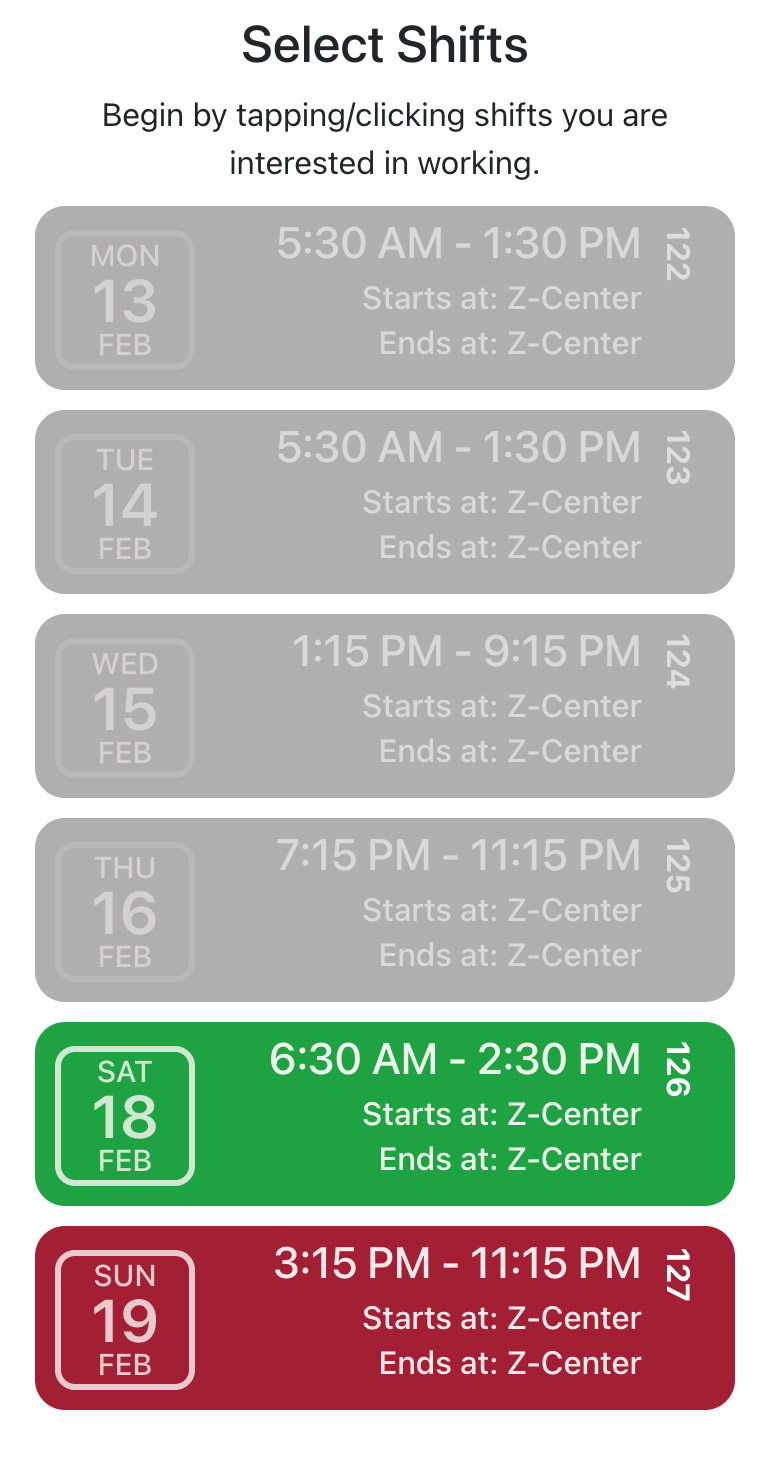 Select Shifts
Begin by tapping/clicking shifts you are
interested in working.
MON
13
FEB
5:30 AM - 1:30 PM
Starts at: Z-Center
Ends at: Z-Center
122
TUE
14
FEB
5:30 AM - 1:30 PM
Starts at: Z-Center
Ends at: Z-Center
123
WED
15
FEB
1:15 PM - 9:15 PM
Starts at: Z-Center
Ends at: Z-Center
124
THU
16
FEB
7:15 PM - 11:15 PM
Starts at: Z-Center
Ends at: Z-Center
125
SAT
18
FEB
6:30 AM - 2:30 PM
Starts at: Z-Center
Ends at: Z-Center
126
SUN
19
FEB
3:15 PM - 11:15 PM
Starts at: Z-Center
Ends at: Z-Center
127